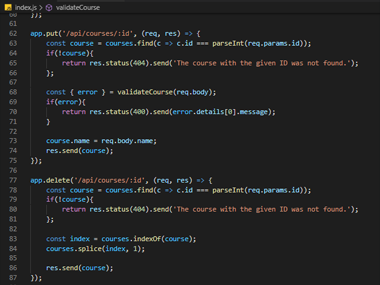 index.js > validateCourse
61
62 app.put('/api/courses/:id', (req, res) => {
63 const course = courses.find(c => c.id === parseInt(req.params.id));
64 if(!course){
65 return res.status(404).send('The course with the given ID was not found.');
66 };
67
68 const { error } = validateCourse(req.body);
69 if(error){
70 return res.status(400).send(error.details[0].message);
71 }
72
73 course.name = req.body.name;
74 res.send(course);
75 });
76
77 app.delete('/api/courses/:id', (req, res) => {
78 const course = courses.find(c => c.id === parseInt(req.params.id));
79 if(!course){
80 return res.status(404).send('The course with the given ID was not found.');
81 };
82
83 const index = courses.indexOf(course);
84 courses.splice(index, 1);
85
86 res.send(course);
87 });